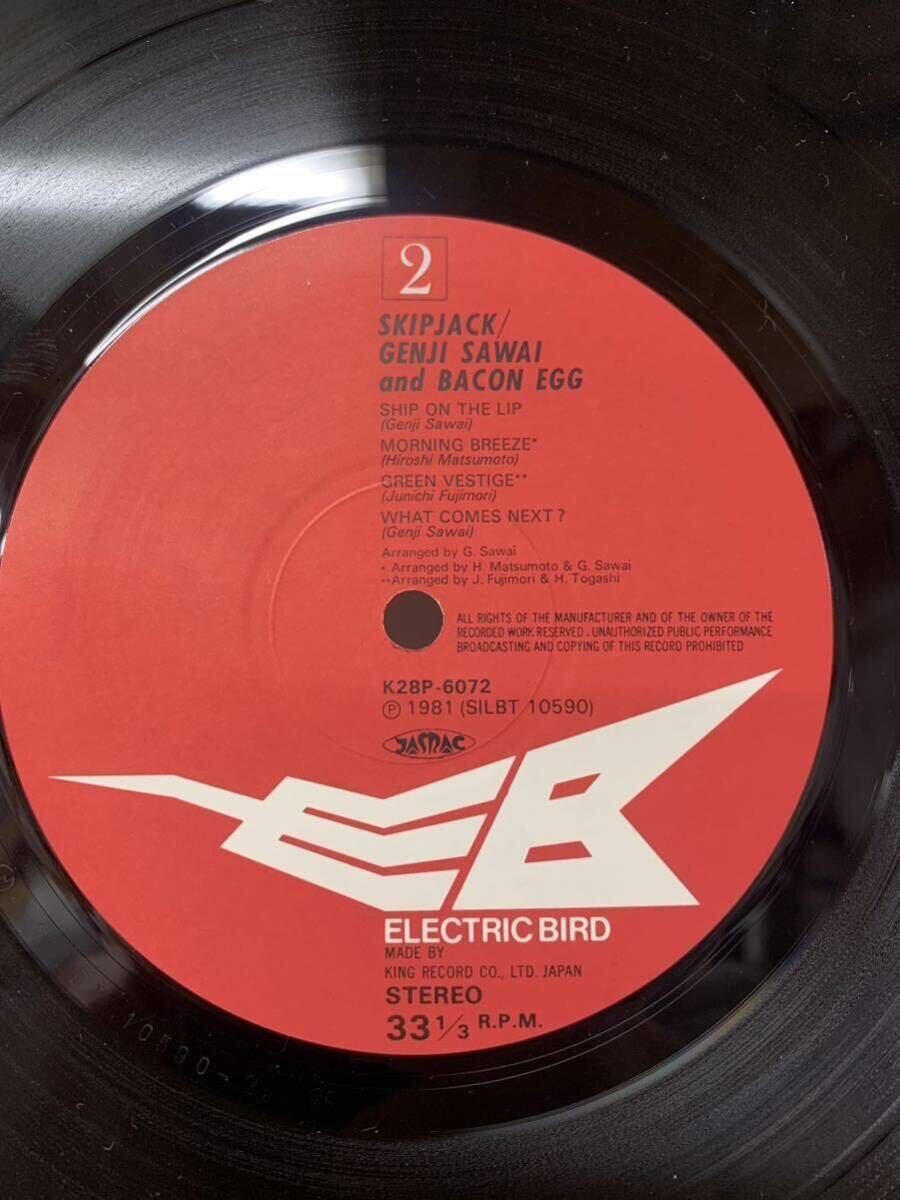 2
SKIPJACK/
GENJI SAWAI
and BACON EGG
SHIP ON THE LIP
(Genji Sawai)
MORNING BREEZE*
(Hiroshi Matsumoto)
GREEN VESTIGE**
(Junichi Fujimori)
WHAT COMES NEXT?
(Genji Sawai)
Arranged by G. Sawai
* Arranged by H. Matsumoto & G. Sawai
**Arranged by J. Fujimori & H. Togashi
ALL RIGHTS OF THE MANUFACTURER AND OF THE OWNER OF THE
RECORDED WORK RESERVED. UNAUTHORIZED PUBLIC PERFORMANCE
BROADCASTING AND COPYING OF THIS RECORD PROHIBITED
K28P-6072
℗ 1981 (SILBT 10590)
JASRAC
EB
ELECTRIC BIRD
MADE BY
KING RECORD CO., LTD. JAPAN
STEREO
33 1/3 R.P.M.